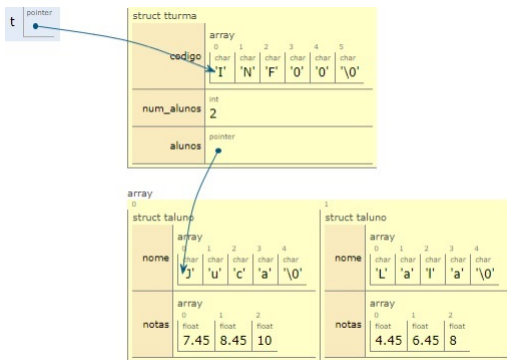 t pointer
struct tturma
array
0 1 2 3 4 5
char char char char char char
codigo 'I' 'N' 'F' '0' '0' '\0'
int
num_alunos 2
pointer
alunos
array
0 1
struct taluno struct taluno
array array
0 1 2 3 4 0 1 2 3 4
char char char char char char char char char char
nome 'J' 'u' 'c' 'a' '\0' nome 'L' 'a' 'l' 'a' '\0'
array array
0 1 2 0 1 2
float float float float float float
notas 7.45 8.45 10 notas 4.45 6.45 8